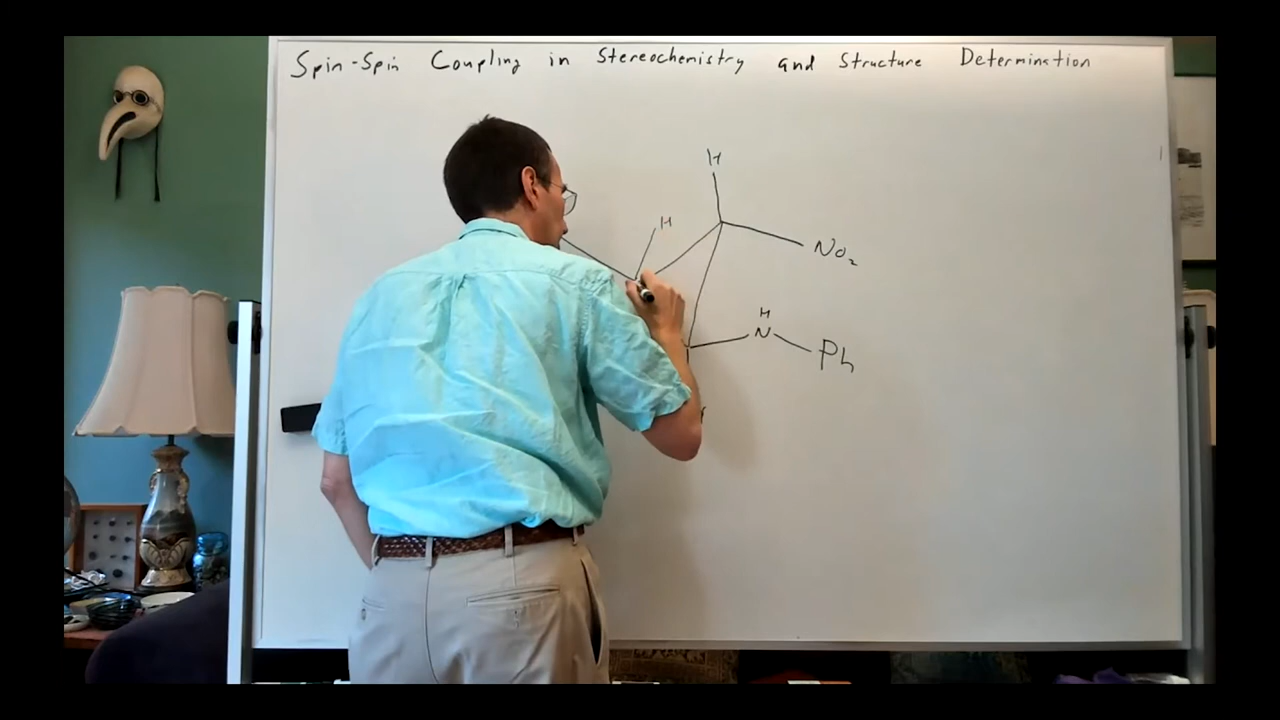 Spin-Spin Coupling in Stereochemistry and Structure Determination
H
H
NO₂
H
N
Ph